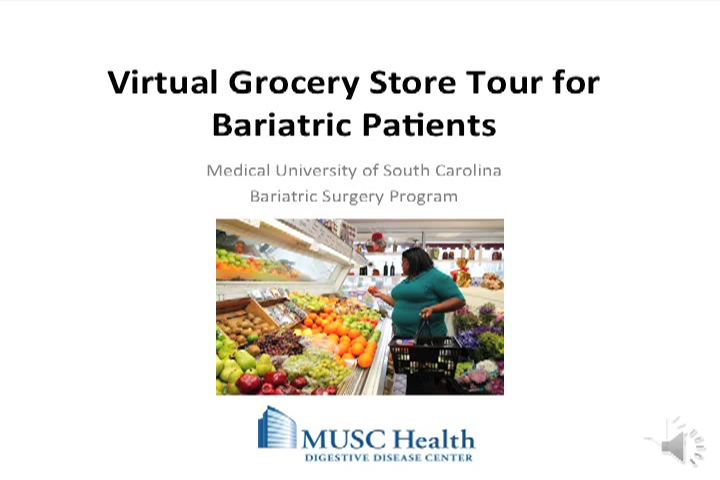 Virtual Grocery Store Tour for
Bariatric Patients
Medical University of South Carolina
Bariatric Surgery Program
MUSC Health
DIGESTIVE DISEASE CENTER